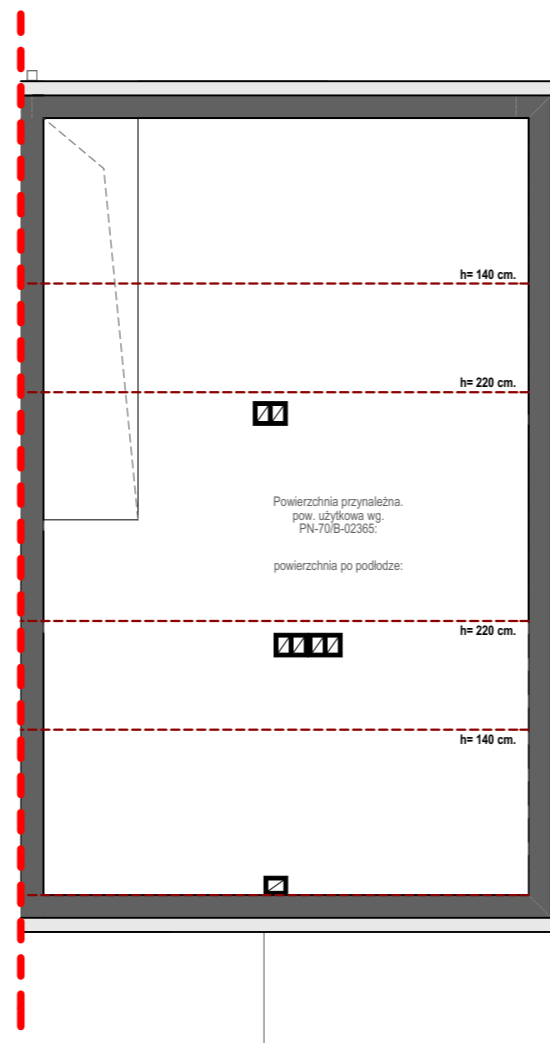 h= 140 cm.
h= 220 cm.
Powierzchnia przynależna.
pow. użytkowa wg.
PN-70/B-02365:
powierzchnia po podłodze:
h= 220 cm.
h= 140 cm.